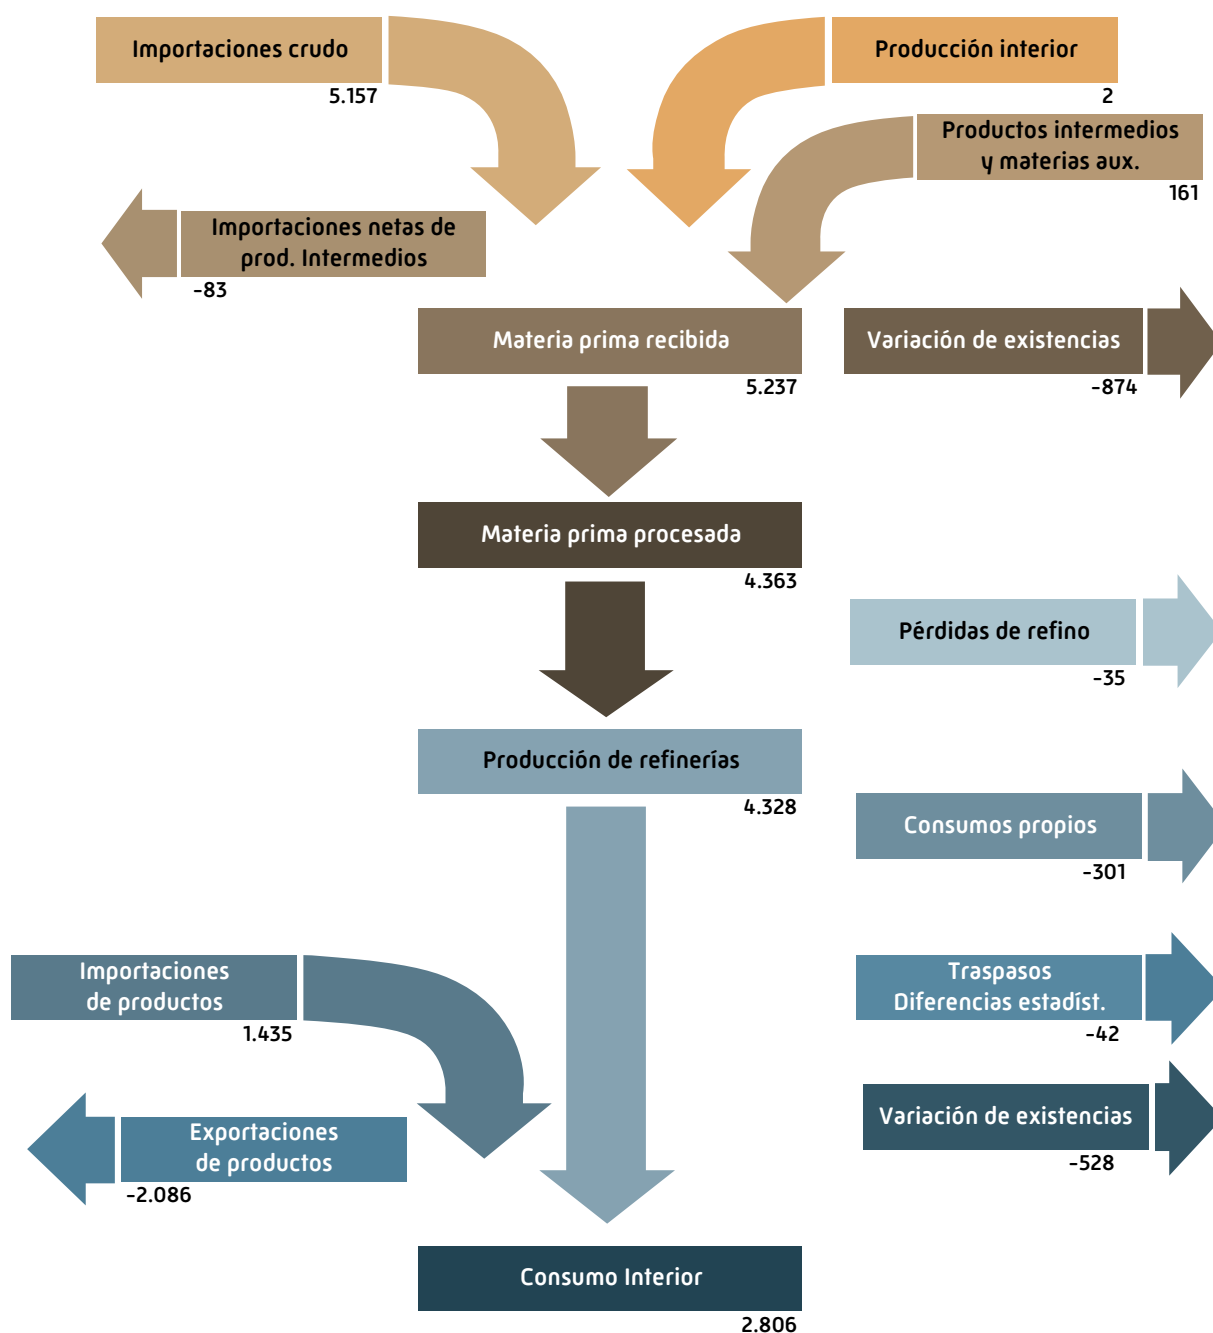 Importaciones crudo
5.157
Producción interior
2
Productos intermedios
y materias aux.
161
Importaciones netas de
prod. Intermedios
-83
Materia prima recibida
5.237
Variación de existencias
-874
Materia prima procesada
4.363
Pérdidas de refino
-35
Producción de refinerías
4.328
Consumos propios
-301
Importaciones
de productos
1.435
Traspasos
Diferencias estadíst.
-42
Exportaciones
de productos
-2.086
Variación de existencias
-528
Consumo Interior
2.806